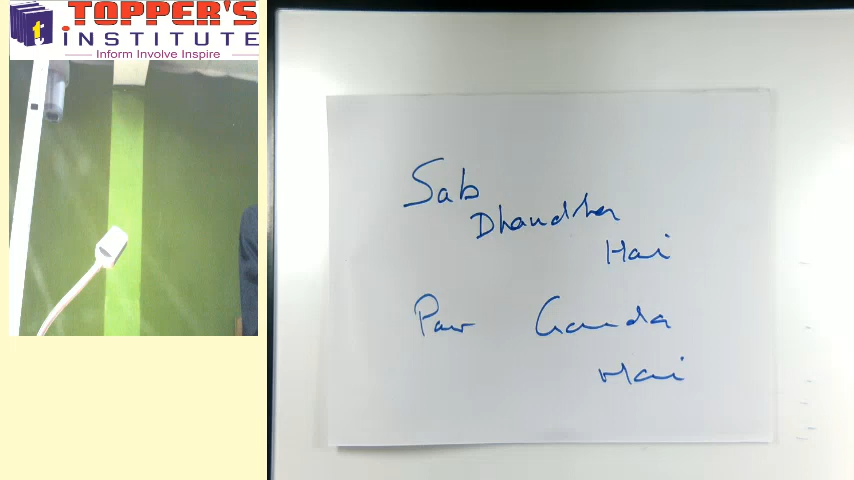 TOPPER'S
iNSTITUTE
Inform Involve Inspire
Sab
Dhandha
Hai
Par Ganda
Hai